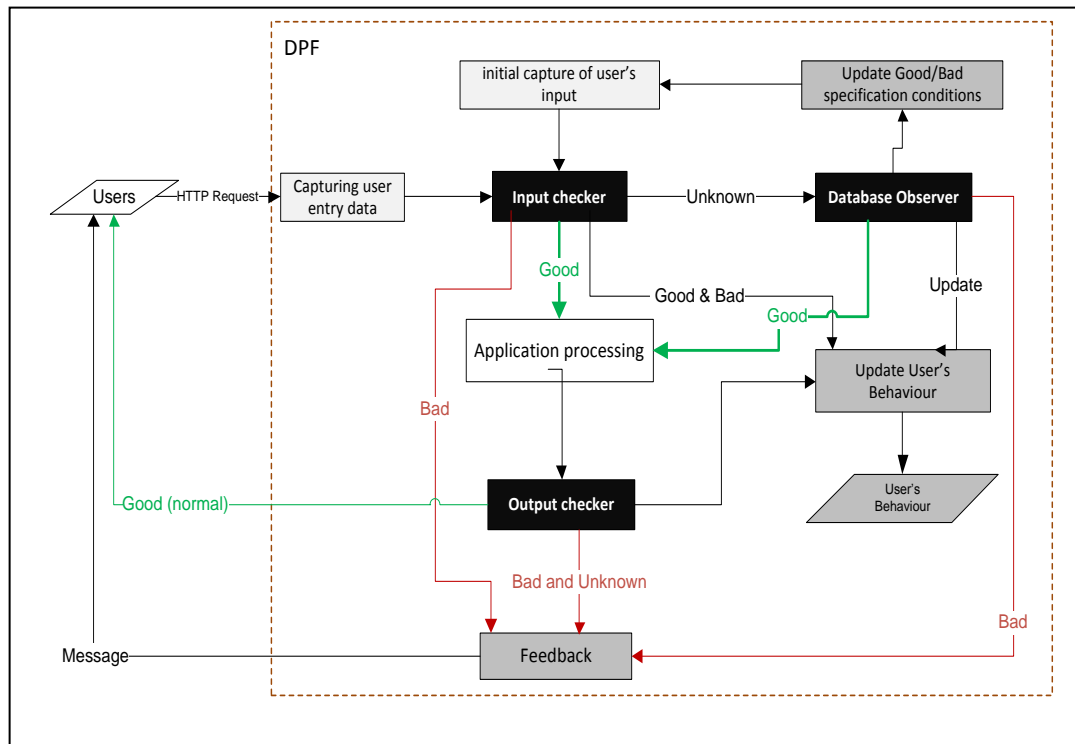 DPF
initial capture of user's
input
Update Good/Bad
specification conditions
Users
HTTP Request
Capturing user
entry data
Input checker
Unknown
Database Observer
Good
Good & Bad
Update
Good
Application processing
Update User's
Behaviour
Bad
Good (normal)
Output checker
User's
Behaviour
Bad and Unknown
Bad
Message
Feedback